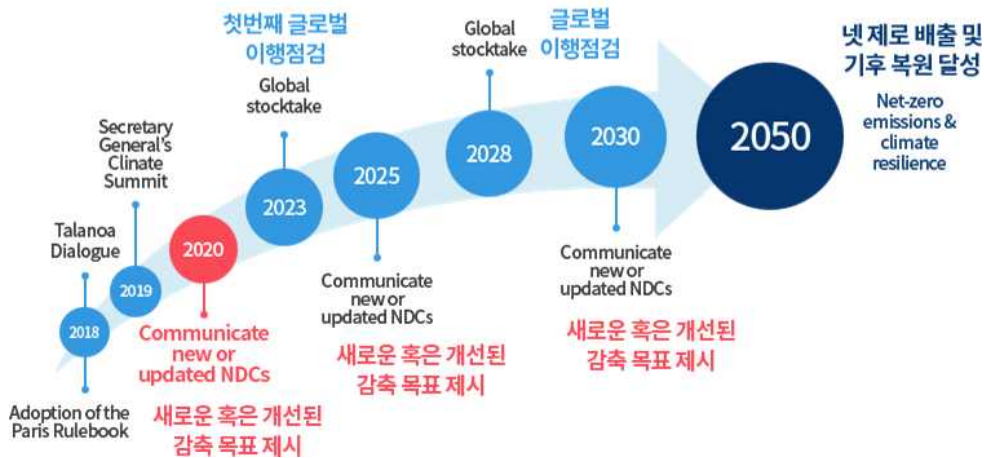 첫번째 글로벌
이행점검
Global
stocktake
Secretary
General's
Clinate
Summit
Talanoa
Dialogue
2018
Adoption of the
Paris Rulebook
2019
2020
Communicate
new or
updated NDCs
새로운 혹은 개선된
감축 목표 제시
2023
2025
Communicate
new or
updated NDCs
새로운 혹은 개선된
감축 목표 제시
Global
stocktake
글로벌
이행점검
2028
2030
Communicate
new or
updated NDCs
새로운 혹은 개선된
감축 목표 제시
2050
넷 제로 배출 및
기후 복원 달성
Net-zero
emissions &
climate
resilience